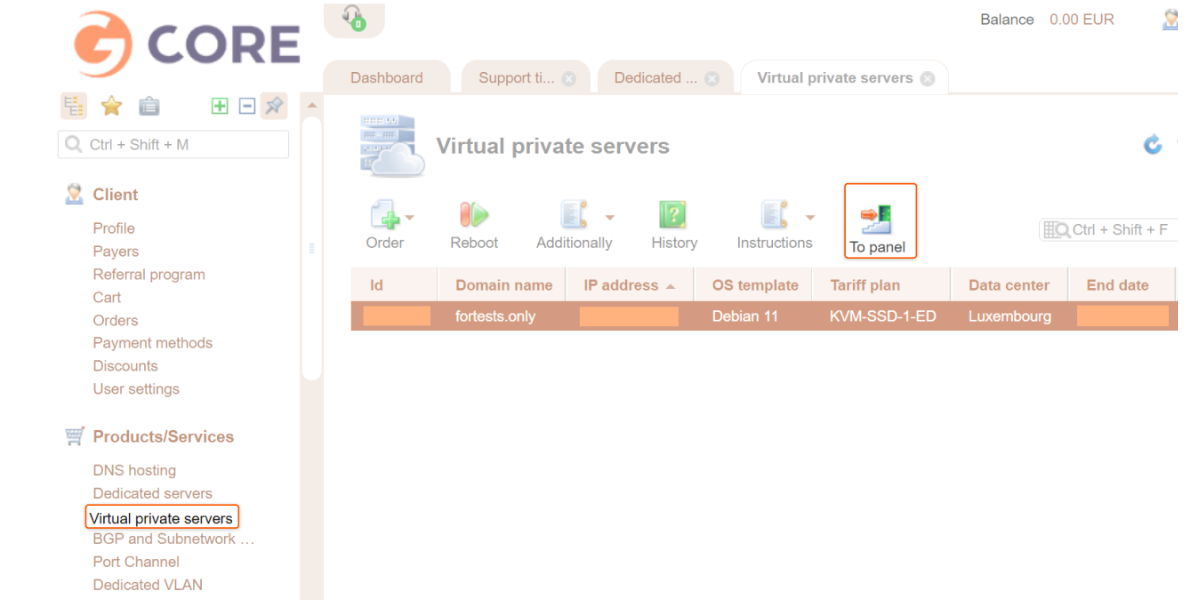 G CORE
0
Balance 0.00 EUR
Dashboard
Support ti...
Dedicated ...
Virtual private servers
Ctrl + Shift + M
Virtual private servers
Client
Profile
Payers
Referral program
Cart
Orders
Payment methods
Discounts
User settings
Products/Services
DNS hosting
Dedicated servers
Virtual private servers
BGP and Subnetwork ...
Port Channel
Dedicated VLAN
Order
Reboot
Additionally
History
Instructions
To panel
Ctrl + Shift + F
Id Domain name IP address OS template Tariff plan Data center End date
fortests.only Debian 11 KVM-SSD-1-ED Luxembourg